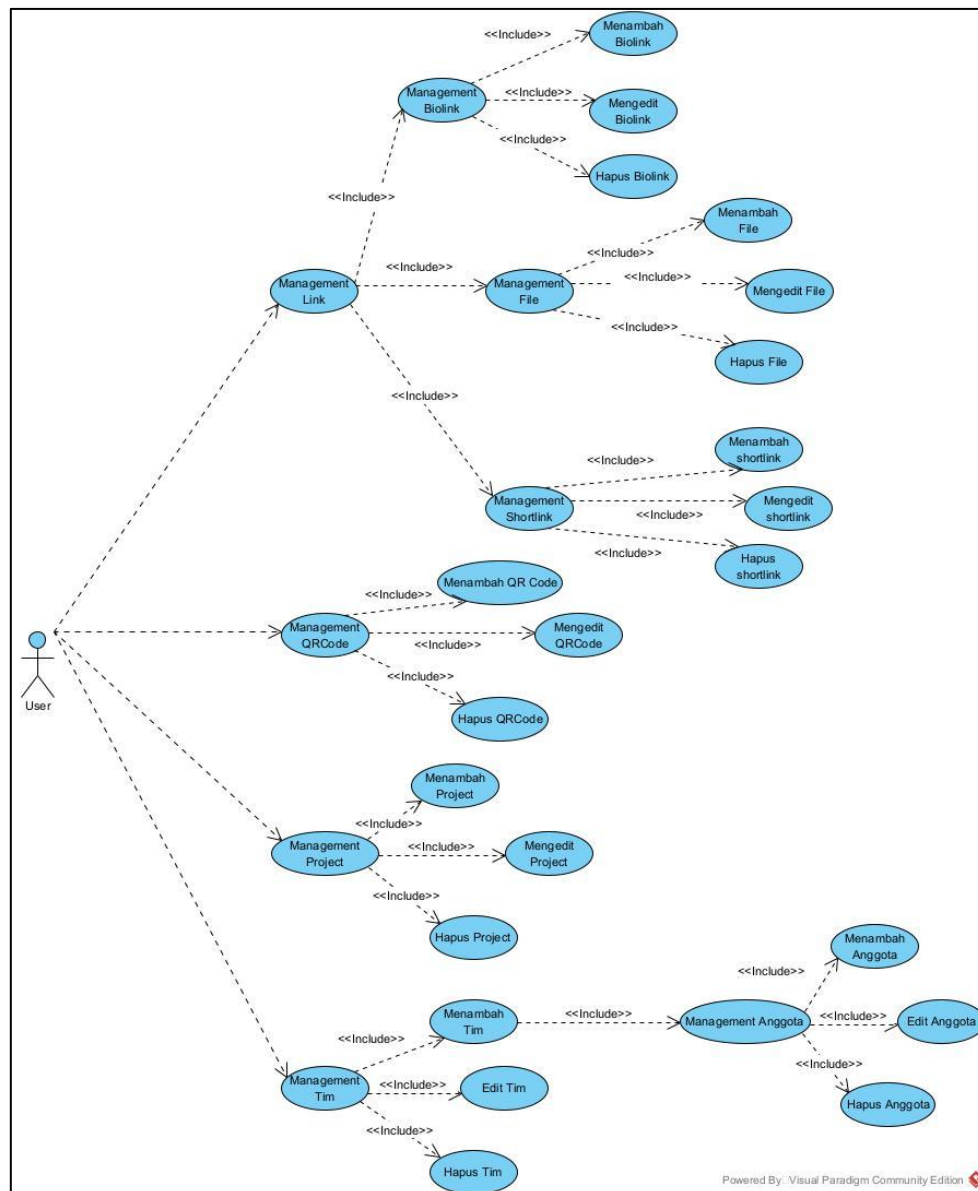 <<Include>>
Menambah
Biolink
Management
Biolink
<<Include>>
Mengedit
Biolink
<<Include>>
Hapus Biolink
<<Include>>
Management
Link
<<Include>>
Management
File
<<Include>>
Menambah
File
<<Include>>
Mengedit File
<<Include>>
Hapus File
<<Include>>
Management
Shortlink
<<Include>>
Menambah
shortlink
<<Include>>
Mengedit
shortlink
<<Include>>
Hapus
shortlink
User
Management
QRCode
<<Include>>
Menambah QR Code
<<Include>>
Mengedit
QRCode
<<Include>>
Hapus QRCode
Management
Project
<<Include>>
Menambah
Project
<<Include>>
Mengedit
Project
<<Include>>
Hapus Project
Management
Tim
<<Include>>
Menambah
Tim
<<Include>>
Edit Tim
<<Include>>
Hapus Tim
<<Include>>
Management Anggota
<<Include>>
Menambah
Anggota
<<Include>>
Edit Anggota
<<Include>>
Hapus Anggota
Powered By Visual Paradigm Community Edition